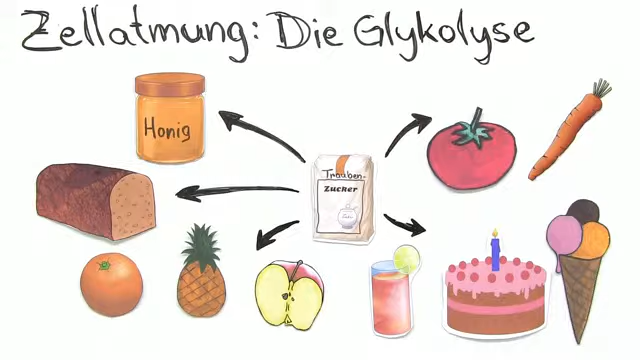 Zellatmung: Die Glykolyse
Honig
Trauben-
zucker